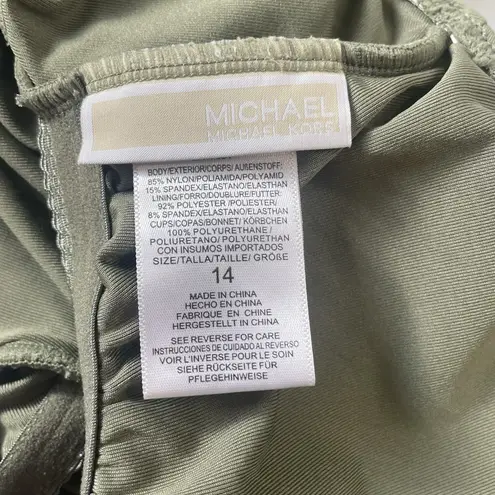 MICHAEL
MICHAEL KORS
BODY/EXTERIOR/CORPS/ AUßENSTOFF:
85% NYLON/POLIAMIDA/POLYAMID
15% SPANDEX/ELASTANO/ELASTHAN
LINING/FORRO/DOUBLURE/FUTTER:
92% POLYESTER /POLIESTER/
8% SPANDEX/ELASTANO/ELASTHAN
CUPS/COPAS/BONNET/ KÖRBCHEN
100% POLYURETHANE/
POLIURETANO/ POLYURETHAN
CON INSUMOS IMPORTADOS
SIZE/TALLA/TAILLE/ GRÖßE
14
MADE IN CHINA
HECHO EN CHINA
FABRIQUE EN CHINE
HERGESTELLT IN CHINA
SEE REVERSE FOR CARE
INSTRUCCIONES DE CUIDADO AL REVERSO
VOIR L'INVERSE POUR LE SOIN
SIEHE RÜCKSEITE FÜR
PFLEGEHINWEISE